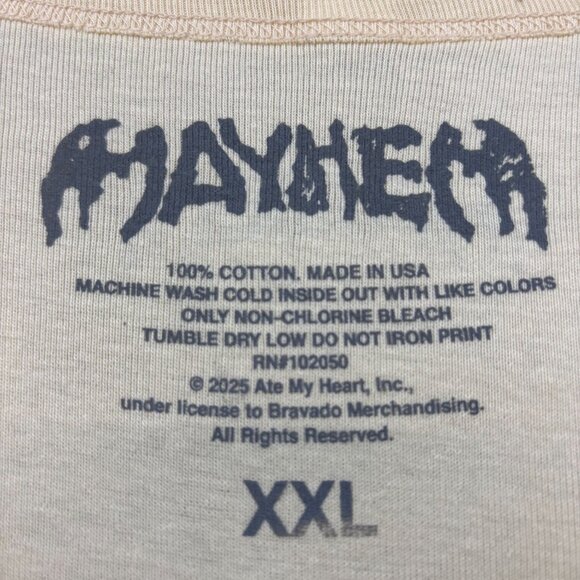 MAYHEM
100% COTTON. MADE IN USA
MACHINE WASH COLD INSIDE OUT WITH LIKE COLORS
ONLY NON-CHLORINE BLEACH
TUMBLE DRY LOW DO NOT IRON PRINT
RN#102050
© 2025 Ate My Heart, Inc.,
under license to Bravado Merchandising.
All Rights Reserved.
XXL